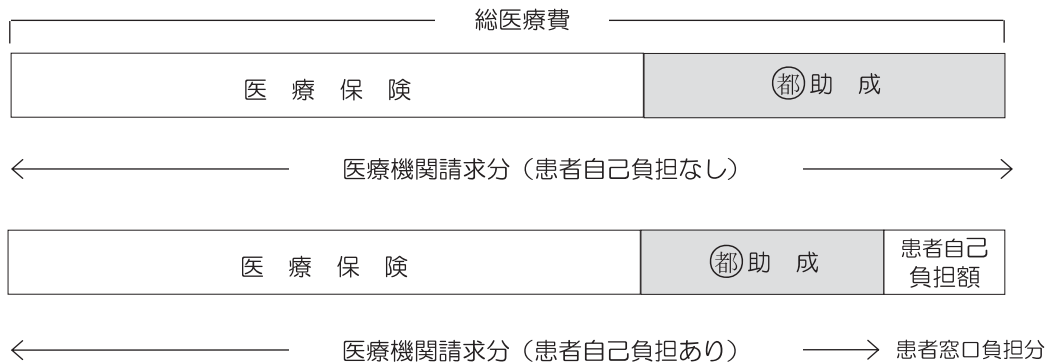 総医療費
医療保険 ㊞助成
医療機関請求分(患者自己負担なし)
医療保険 都助成 患者自己
負担額
医療機関請求分(患者自己負担あり) 患者窓口負担分